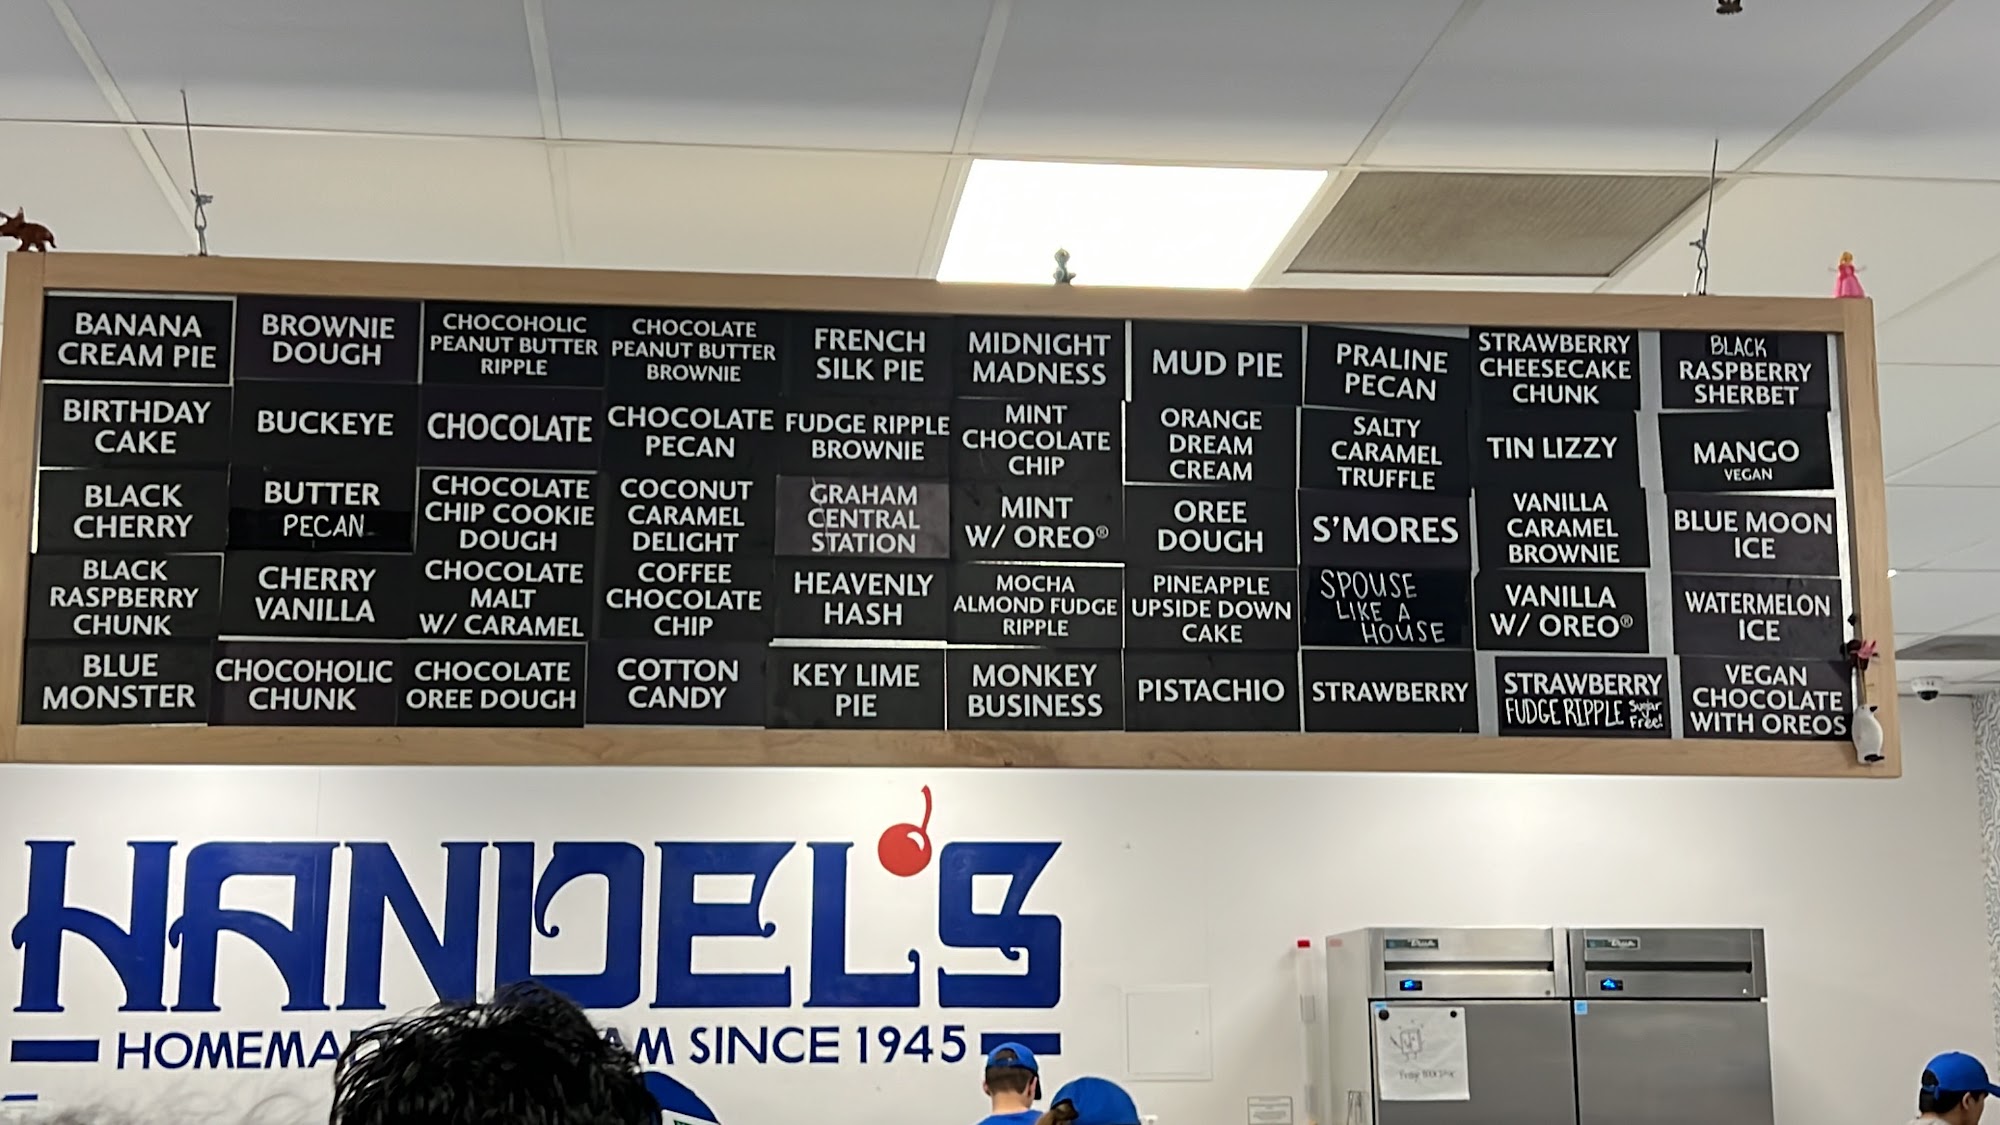 BANANA
CREAM PIE
BIRTHDAY
CAKE
BLACK
CHERRY
BLACK
RASPBERRY
CHUNK
BLUE
MONSTER
BROWNIE
DOUGH
BUCKEYE
BUTTER
PECAN
CHERRY
VANILLA
CHOCOHOLIC
CHUNK
CHOCOHOLIC
PEANUT BUTTER
RIPPLE
CHOCOLATE
CHOCOLATE
CHIP COOKIE
DOUGH
CHOCOLATE
MALT
W/ CARAMEL
CHOCOLATE
OREE DOUGH
CHOCOLATE
PEANUT BUTTER
BROWNIE
CHOCOLATE
PECAN
COCONUT
CARAMEL
DELIGHT
COFFEE
CHOCOLATE
CHIP
COTTON
CANDY
FRENCH
SILK PIE
FUDGE RIPPLE
BROWNIE
GRAHAM
CENTRAL
STATION
HEAVENLY
HASH
KEY LIME
PIE
MIDNIGHT
MADNESS
MINT
CHOCOLATE
CHIP
MINT
W/ OREO®
MOCHA
ALMOND FUDGE
RIPPLE
MONKEY
BUSINESS
MUD PIE
ORANGE
DREAM
CREAM
OREE
DOUGH
PINEAPPLE
UPSIDE DOWN
CAKE
PISTACHIO
PRALINE
PECAN
SALTY
CARAMEL
TRUFFLE
S'MORES
SPOUSE
LIKE A
HOUSE
STRAWBERRY
STRAWBERRY
CHEESECAKE
CHUNK
TIN LIZZY
VANILLA
CARAMEL
BROWNIE
VANILLA
W/ OREO®
STRAWBERRY
FUDGE RIPPLE Sugar Free!
BLACK
RASPBERRY
SHERBET
MANGO
VEGAN
BLUE MOON
ICE
WATERMELON
ICE
VEGAN
CHOCOLATE
WITH OREOS
HANDEL'S
HOMEMA AM SINCE 1945